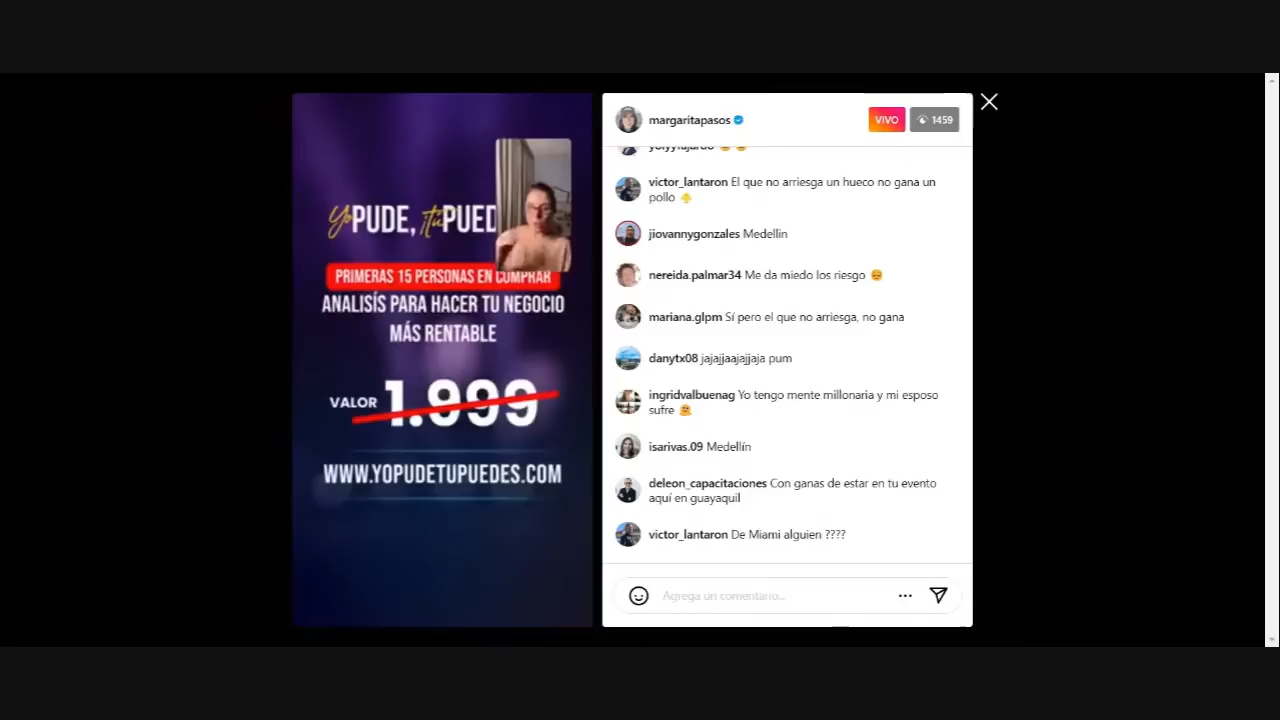 YoPUDE, ¡túPUED
PRIMERAS 15 PERSONAS EN COMPRAR
ANALISÍS PARA HACER TU NEGOCIO
MÁS RENTABLE
VALOR 1.999
WWW.YOPUDETUPUEDES.COM
margaritapasos
VIVO
1459
victor_lantaron El que no arriesga un hueco no gana un
pollo
jiovannygonzales Medellin
nereida.palmar34 Me da miedo los riesgo
mariana.glpm Sí pero el que no arriesga, no gana
danytx08 jajajjaajajjaja pum
ingridvalbuenag Yo tengo mente millonaria y mi esposo
sufre
isarivas.09 Medellín
deleon_capacitaciones Con ganas de estar en tu evento
aquí en guayaquil
victor_lantaron De Miami alguien ????
Agrega un comentario...